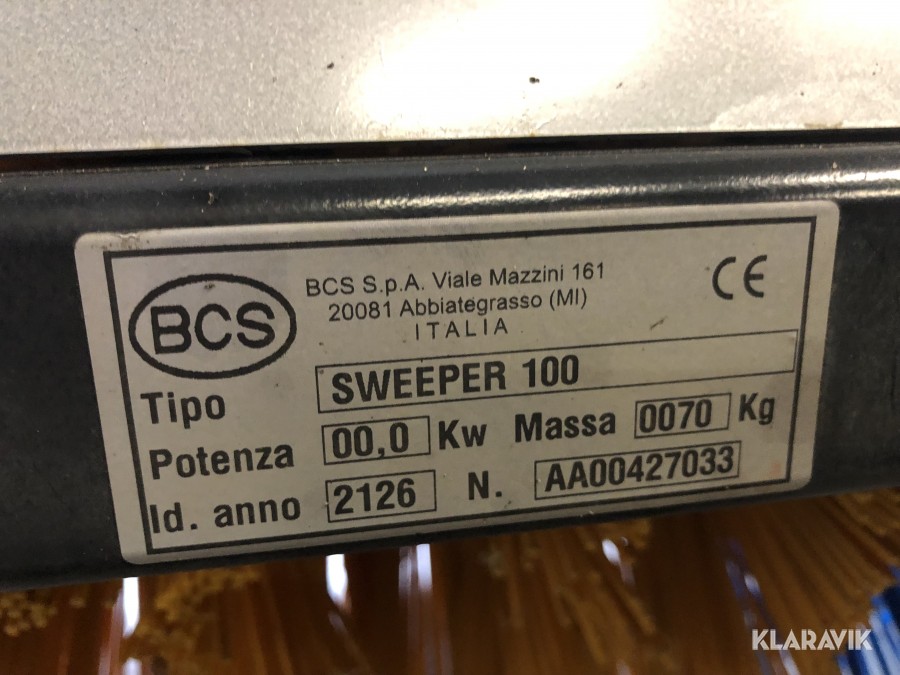 BCS
BCS S.p.A. Viale Mazzini 161
20081 Abbiategrasso (MI)
ITALIA
CE
Tipo SWEEPER 100
Potenza 00,0 Kw Massa 0070 Kg
Id. anno 2126 N. AA00427033
KLARAVIK